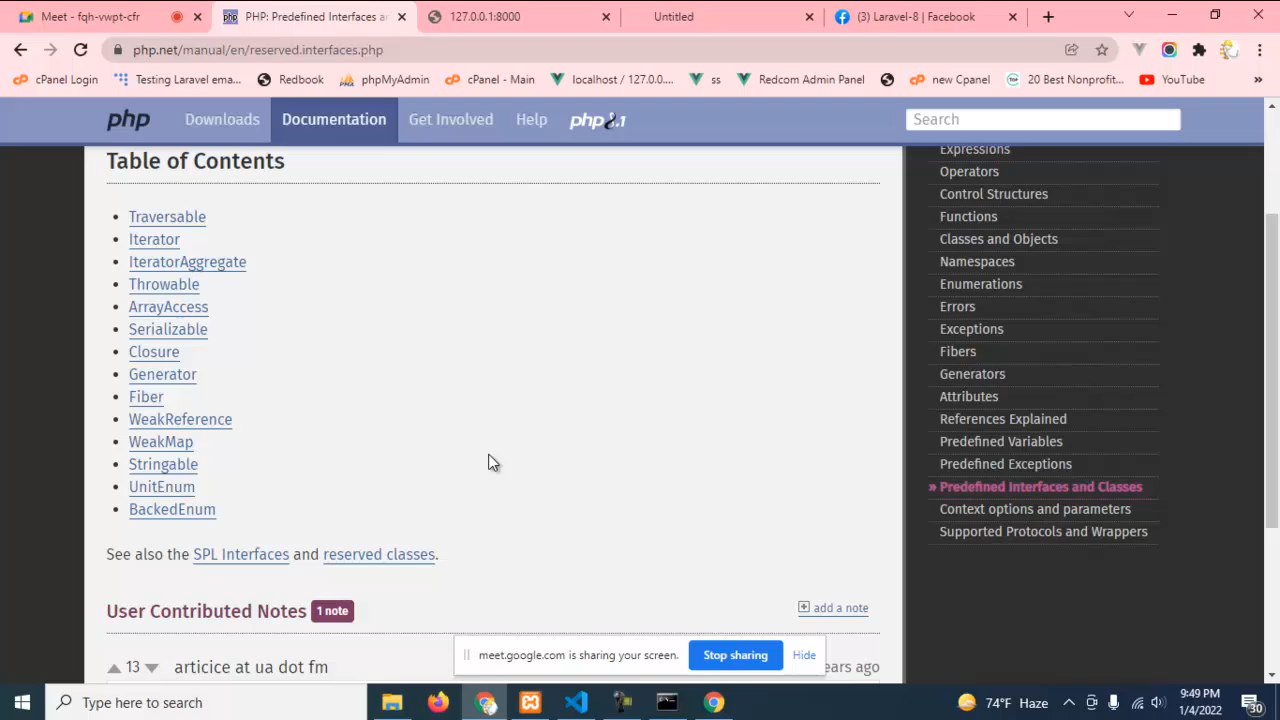 Meet - fqh-vwpt-cfr
PHP: Predefined Interfaces ar
127.0.0.1:8000
Untitled
(3) Laravel-8 | Facebook
php.net/manual/en/reserved.interfaces.php
cPanel Login
Testing Laravel ema...
Redbook
phpMyAdmin
cPanel - Main
localhost / 127.0.0....
ss
Redcom Admin Panel
new Cpanel
20 Best Nonprofit...
YouTube
»
php
Downloads
Documentation
Get Involved
Help
php 8.1
Search
Table of Contents
• Traversable
• Iterator
• IteratorAggregate
• Throwable
• ArrayAccess
• Serializable
• Closure
• Generator
• Fiber
• WeakReference
• WeakMap
• Stringable
• UnitEnum
• BackedEnum
See also the SPL Interfaces and reserved classes.
User Contributed Notes 1 note
add a note
13 articice at ua dot fm
ears ago
Expressions
Operators
Control Structures
Functions
Classes and Objects
Namespaces
Enumerations
Errors
Exceptions
Fibers
Generators
Attributes
References Explained
Predefined Variables
Predefined Exceptions
» Predefined Interfaces and Classes
Context options and parameters
Supported Protocols and Wrappers
meet.google.com is sharing your screen.
Stop sharing
Hide
Type here to search
74°F Haze
9:49 PM
1/4/2022
30